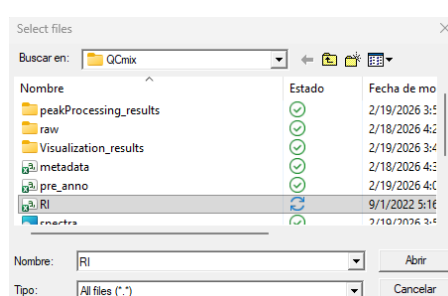 Select files
Buscar en: QCmix
Nombre Estado Fecha de mo
peakProcessing_results 2/19/2026 3:5
raw 2/18/2026 4:2
Visualization_results 2/19/2026 3:4
metadata 2/18/2026 4:3
pre_anno 2/19/2026 4:0
RI 9/1/2022 5:16
spectra 2/19/2026 3:5
Nombre: RI Abrir
Tipo: All files (*.*) Cancelar